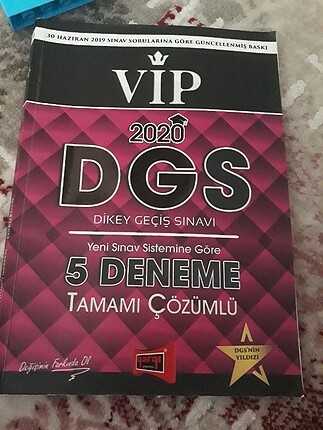 30 HAZİRAN 2019 SINAV SORULARINA GÖRE GÜNCELLENMİŞ BASKI
VİP
2020
DGS
DİKEY GEÇİŞ SINAVI
Yeni Sınav Sistemine Göre
5 DENEME
TAMAMI ÇÖZÜMLÜ
Değişimin Farkında Ol
yargı
DGS'NİN
YILDIZI